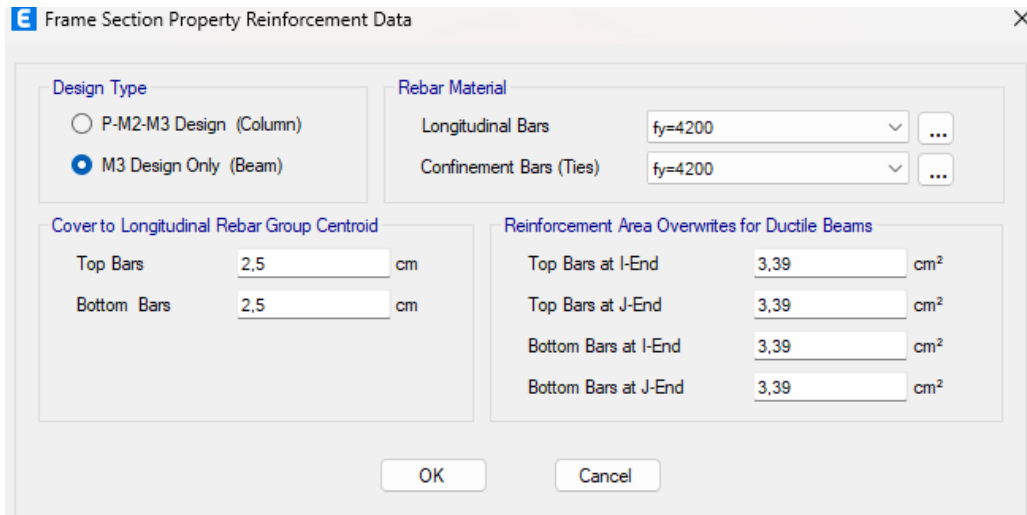 E Frame Section Property Reinforcement Data
Design Type
P-M2-M3 Design (Column)
M3 Design Only (Beam)
Rebar Material
Longitudinal Bars fy=4200 ...
Confinement Bars (Ties) fy=4200 ...
Cover to Longitudinal Rebar Group Centroid
Top Bars 2,5 cm
Bottom Bars 2,5 cm
Reinforcement Area Overwrites for Ductile Beams
Top Bars at I-End 3,39 cm²
Top Bars at J-End 3,39 cm²
Bottom Bars at I-End 3,39 cm²
Bottom Bars at J-End 3,39 cm²
OK Cancel